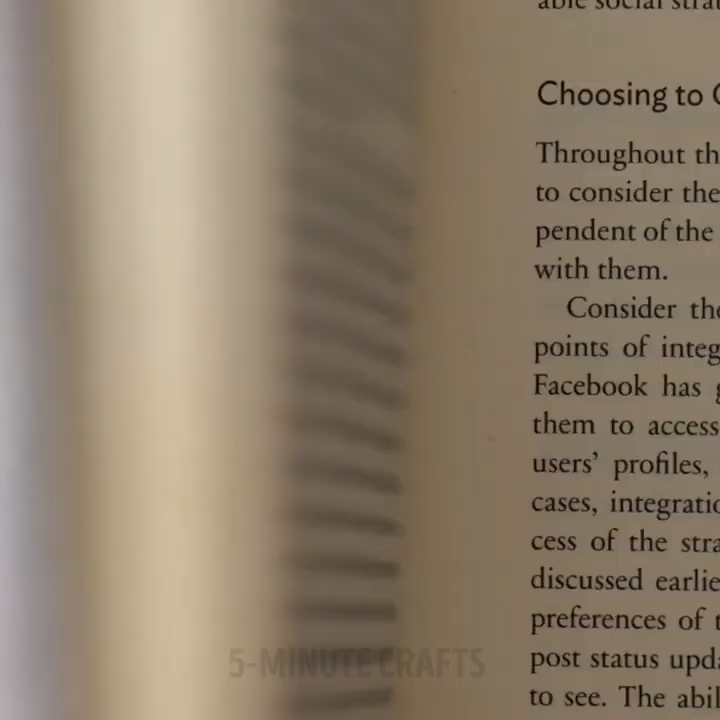 able social stra
Choosing to
Throughout th
to consider the
pendent of the
with them.
Consider the
points of integ
Facebook has
them to access
users' profiles,
cases, integratio
cess of the stra
discussed earlie
preferences of
post status upda
to see. The abil
5-MINUTE CRAFTS